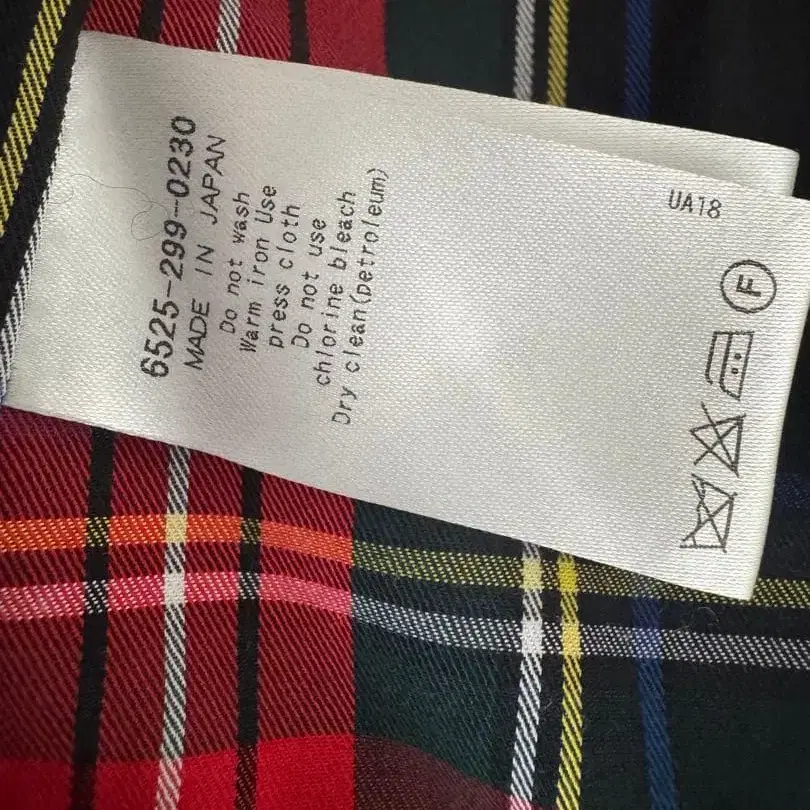 6525-299-0230
MADE IN JAPAN
Do not wash
Warm iron Use
press cloth
Do not use
chlorine bleach
Dry clean(petroleum)
UA18
F